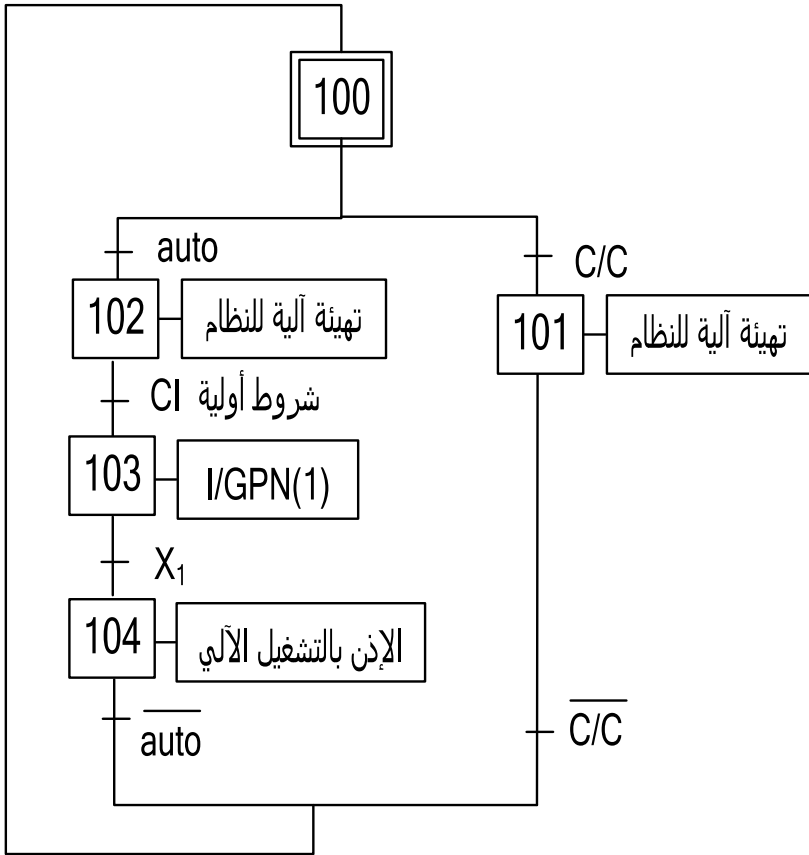 100
auto
C/C
102
تهيئة آلية للنظام
101
تهيئة آلية للنظام
CI شروط أولية
103
I/GPN(1)
X₁
104
الإذن بالتشغيل الآلي
a̅u̅t̅o̅
C̅/̅C̅